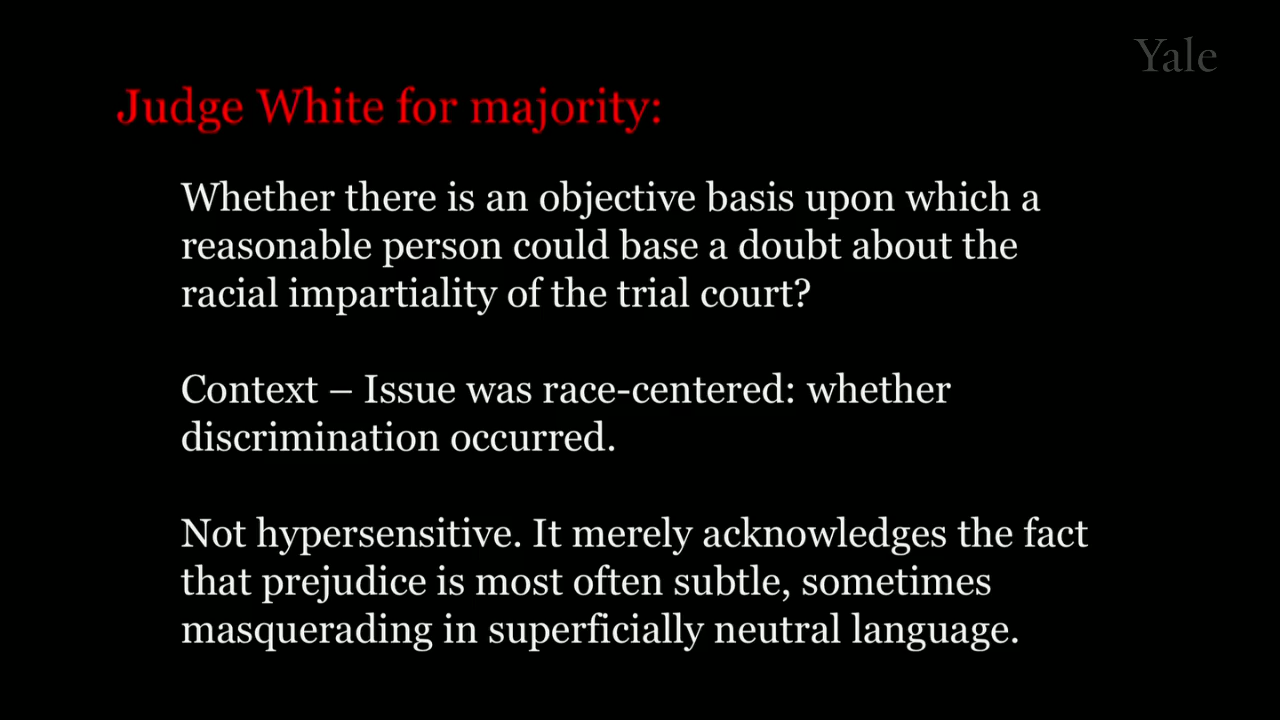 Yale
Judge White for majority:
Whether there is an objective basis upon which a
reasonable person could base a doubt about the
racial impartiality of the trial court?
Context – Issue was race-centered: whether
discrimination occurred.
Not hypersensitive. It merely acknowledges the fact
that prejudice is most often subtle, sometimes
masquerading in superficially neutral language.